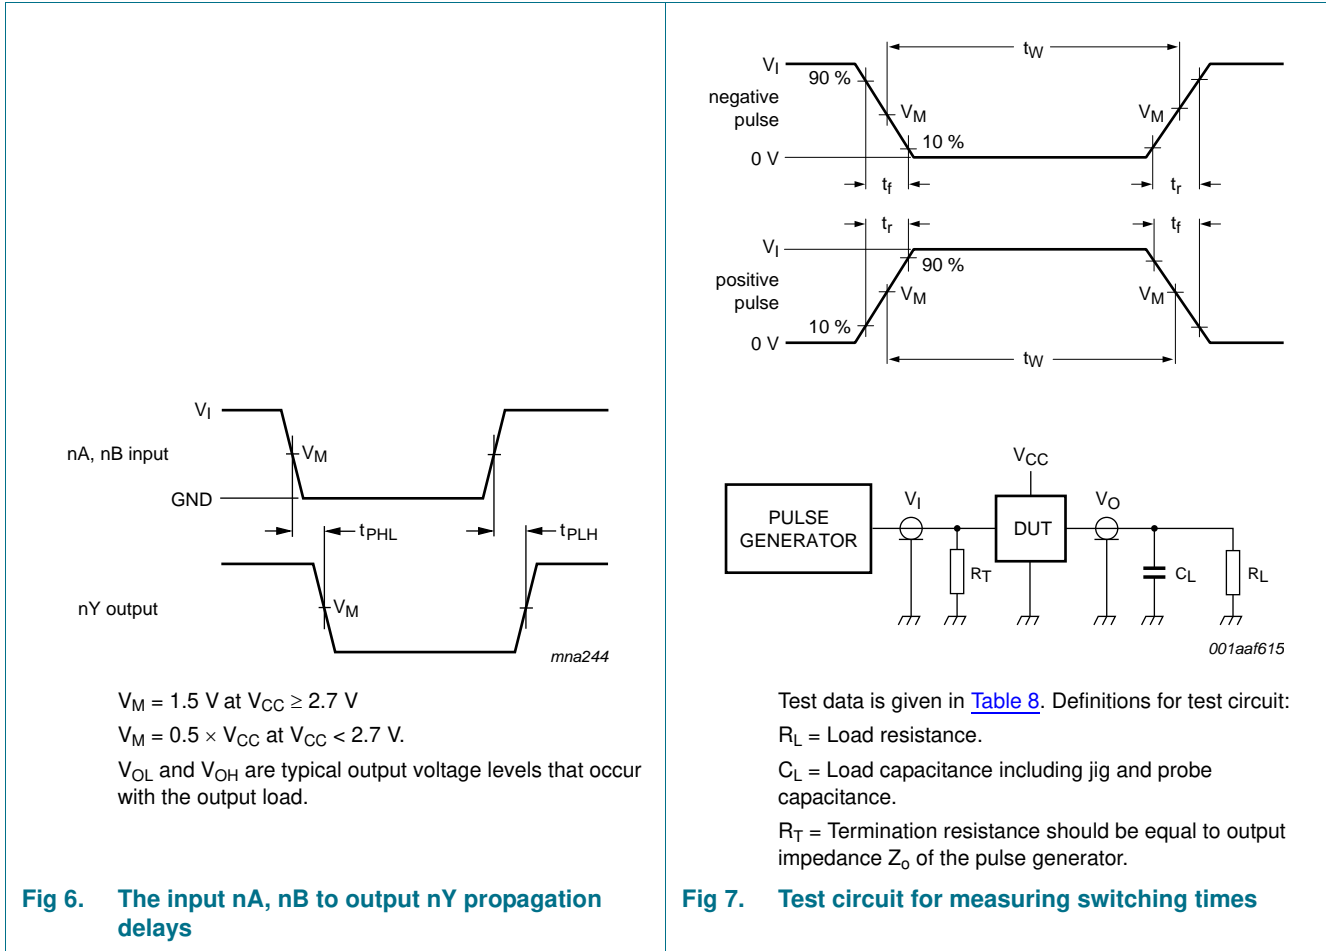 VI
nA, nB input
VM
GND
tPHL
tPLH
nY output
VM
mna244
VM = 1.5 V at VCC ≥ 2.7 V
VM = 0.5 × VCC at VCC < 2.7 V.
VOL and VOH are typical output voltage levels that occur
with the output load.
Fig 6. The input nA, nB to output nY propagation
delays
tW
VI
90 %
negative
pulse
VM
VM
10 %
0 V
tf
tr
tr
tf
VI
90 %
positive
pulse
VM
VM
10 %
0 V
tW
VCC
VI
VO
PULSE
GENERATOR
DUT
RT
CL
RL
001aaf615
Test data is given in Table 8. Definitions for test circuit:
RL = Load resistance.
CL = Load capacitance including jig and probe
capacitance.
RT = Termination resistance should be equal to output
impedance Zo of the pulse generator.
Fig 7. Test circuit for measuring switching times